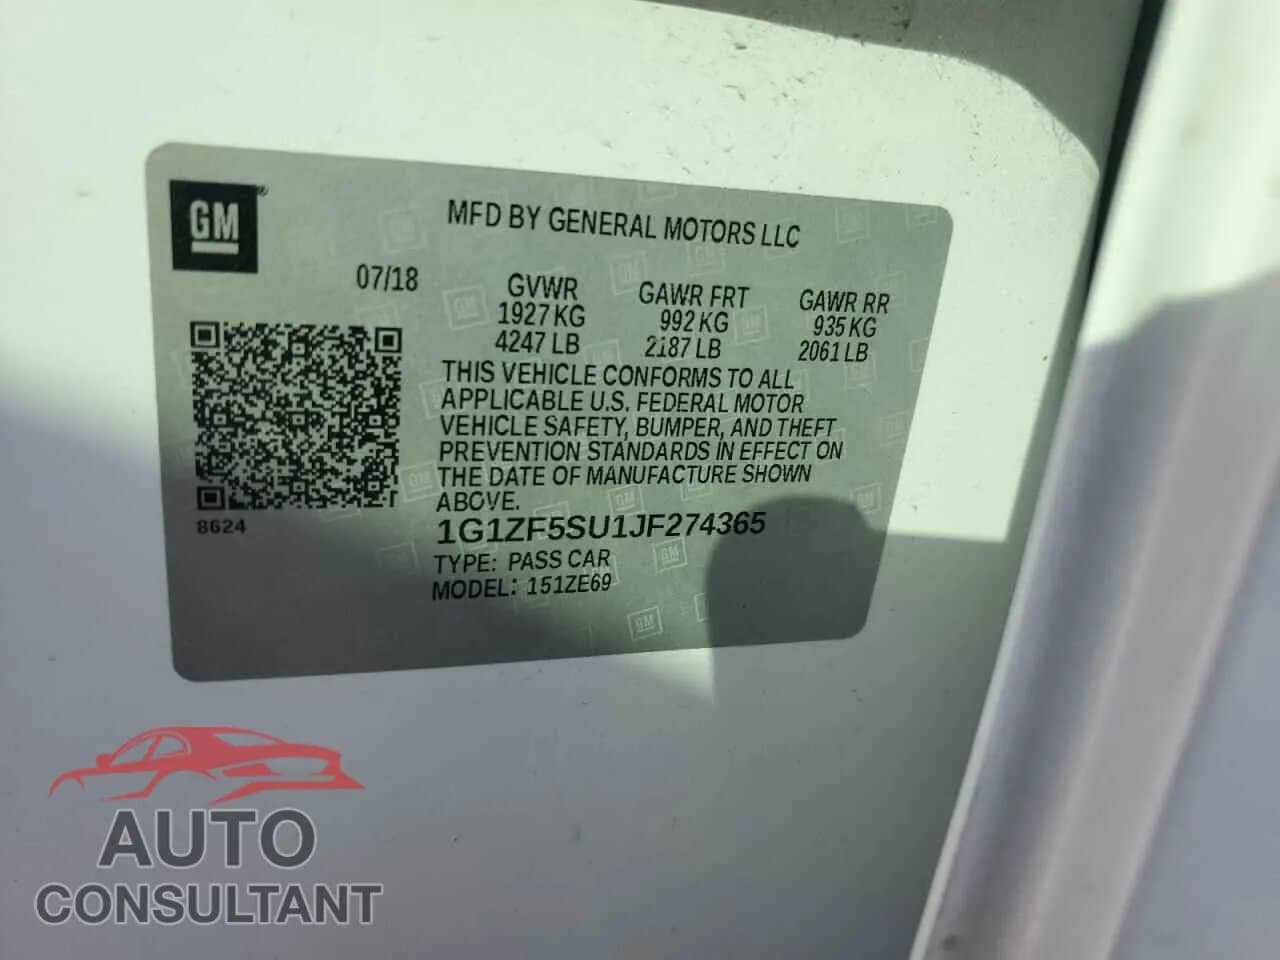 GM
MFD BY GENERAL MOTORS LLC
07/18
GVWR GAWR FRT GAWR RR
1927 KG 992 KG 935 KG
4247 LB 2187 LB 2061 LB
THIS VEHICLE CONFORMS TO ALL
APPLICABLE U.S. FEDERAL MOTOR
VEHICLE SAFETY, BUMPER, AND THEFT
PREVENTION STANDARDS IN EFFECT ON
THE DATE OF MANUFACTURE SHOWN
ABOVE.
8624
1G1ZF5SU1JF274365
TYPE: PASS CAR
MODEL: 151ZE69
AUTO
CONSULTANT